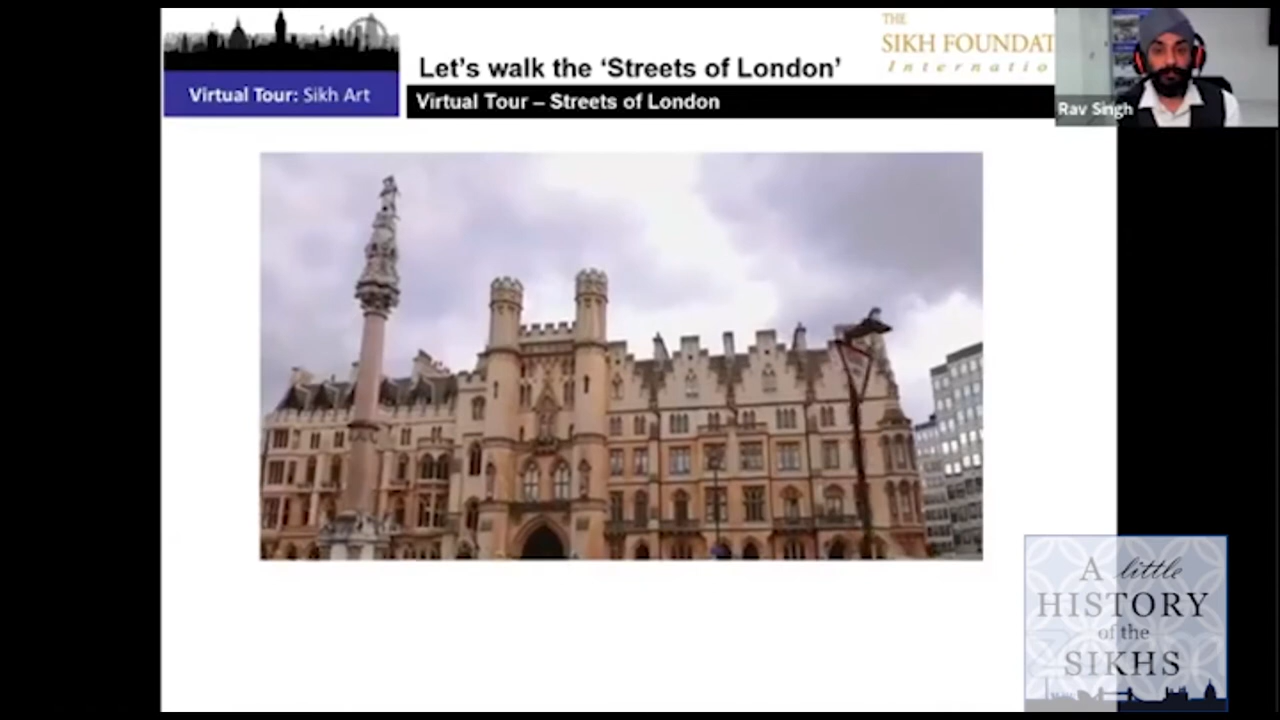 Let's walk the 'Streets of London'
THE
SIKH FOUNDAT
Internatio
Virtual Tour: Sikh Art
Virtual Tour – Streets of London
Rav Singh
A little
HISTORY
of the
SIKHS